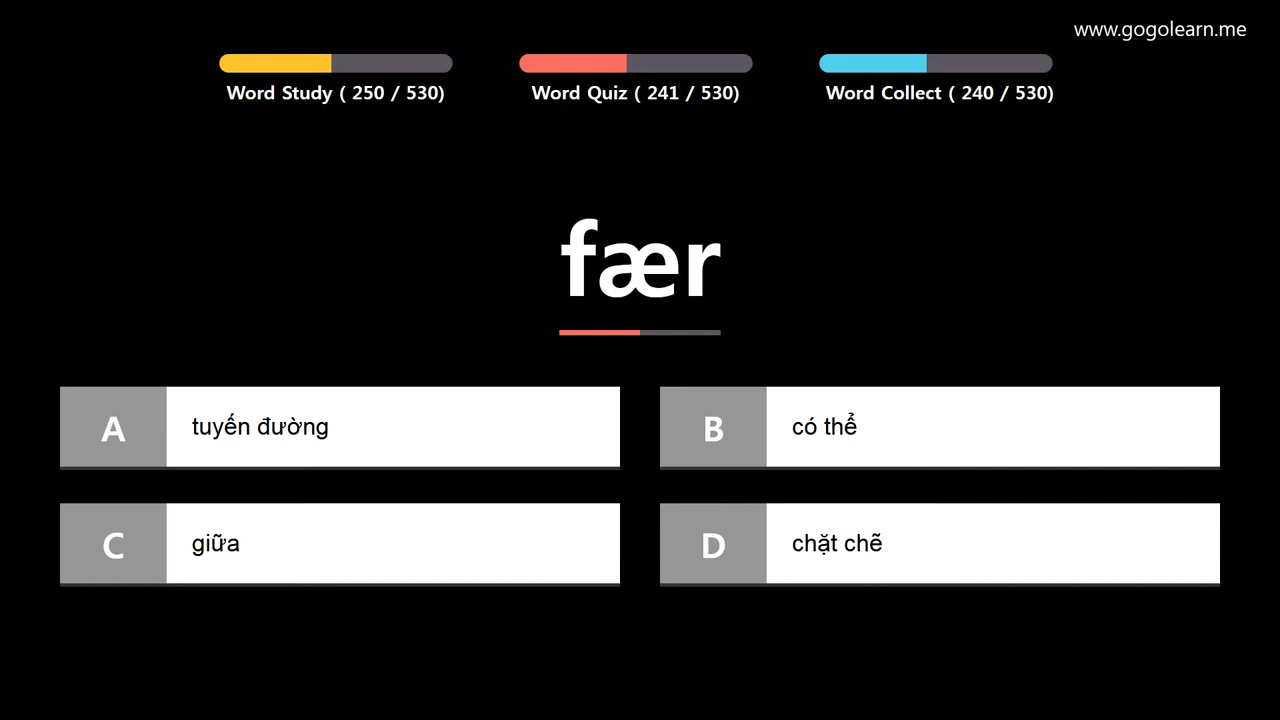 www.gogolearn.me
Word Study ( 250 / 530)
Word Quiz ( 241 / 530)
Word Collect ( 240 / 530)
fær
A tuyến đường
B có thể
C giữa
D chặt chẽ